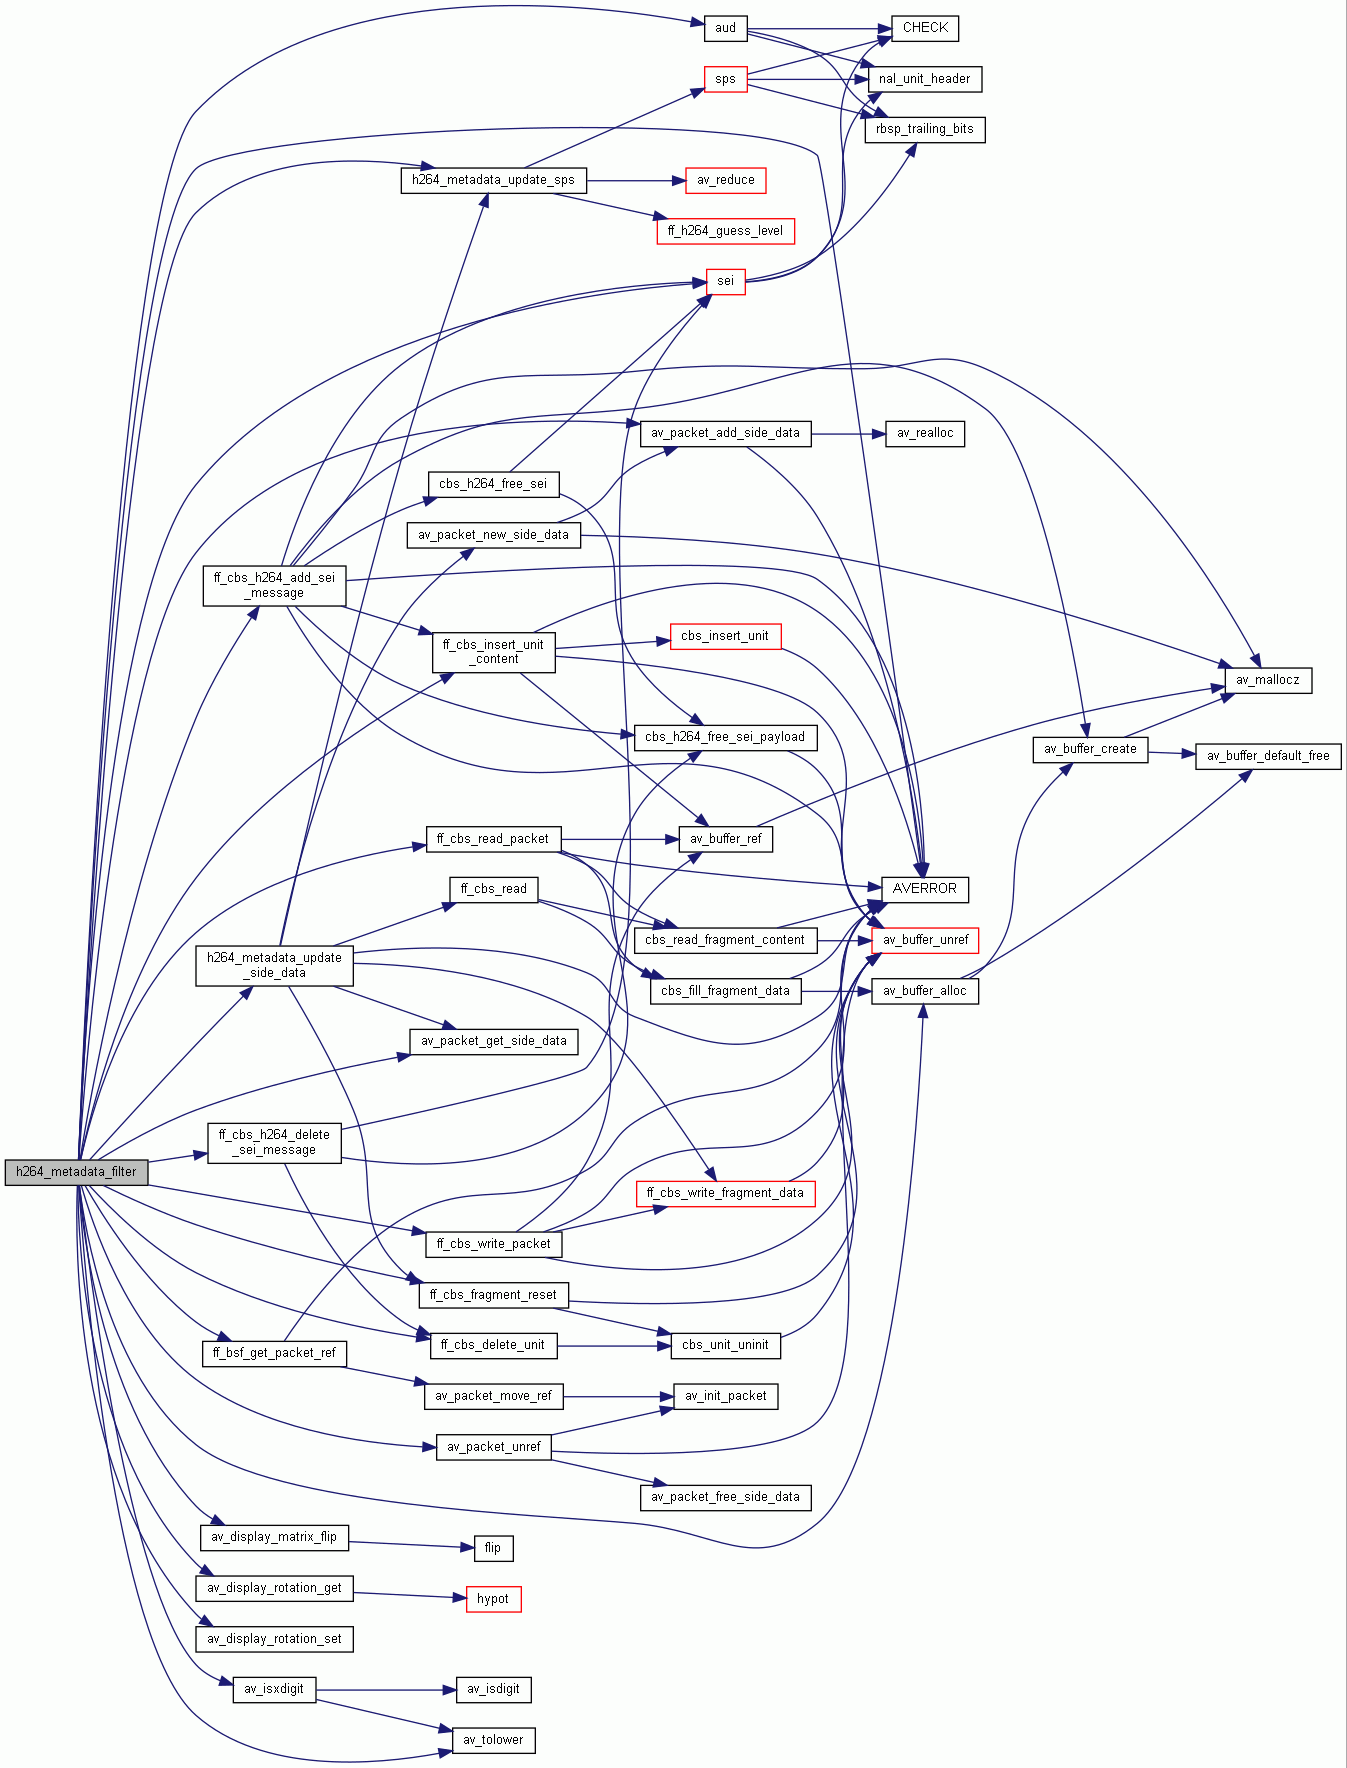 aud
CHECK
sps
nal_unit_header
rbsp_trailing_bits
h264_metadata_update_sps
av_reduce
ff_h264_guess_level
sei
av_packet_add_side_data
av_realloc
cbs_h264_free_sei
av_packet_new_side_data
ff_cbs_h264_add_sei
_message
cbs_insert_unit
ff_cbs_insert_unit
_content
av_mallocz
cbs_h264_free_sei_payload
av_buffer_create
av_buffer_default_free
ff_cbs_read_packet
av_buffer_ref
ff_cbs_read
AVERROR
cbs_read_fragment_content
av_buffer_unref
h264_metadata_update
_side_data
cbs_fill_fragment_data
av_buffer_alloc
av_packet_get_side_data
ff_cbs_h264_delete
_sei_message
h264_metadata_filter
ff_cbs_write_fragment_data
ff_cbs_write_packet
ff_cbs_fragment_reset
ff_bsf_get_packet_ref
ff_cbs_delete_unit
cbs_unit_uninit
av_packet_move_ref
av_init_packet
av_packet_unref
av_packet_free_side_data
av_display_matrix_flip
flip
av_display_rotation_get
hypot
av_display_rotation_set
av_isxdigit
av_isdigit
av_tolower